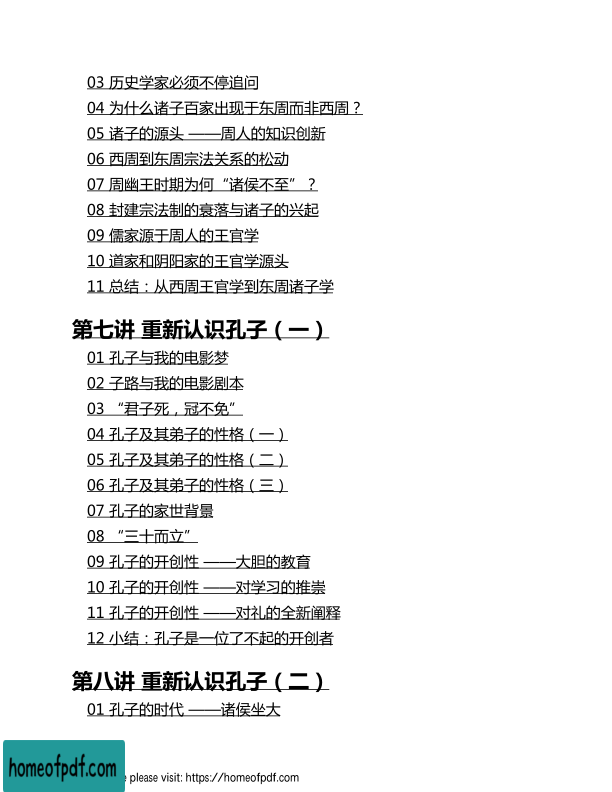 03 历史学家必须不停追问
04 为什么诸子百家出现于东周而非西周？
05 诸子的源头 ——周人的知识创新
06 西周到东周宗法关系的松动
07 周幽王时期为何“诸侯不至”？
08 封建宗法制的衰落与诸子的兴起
09 儒家源于周人的王官学
10 道家和阴阳家的王官学源头
11 总结：从西周王官学到东周诸子学
第七讲 重新认识孔子（一）
01 孔子与我的电影梦
02 子路与我的电影剧本
03 “君子死，冠不免”
04 孔子及其弟子的性格（一）
05 孔子及其弟子的性格（二）
06 孔子及其弟子的性格（三）
07 孔子的家世背景
08 “三十而立”
09 孔子的开创性 ——大胆的教育
10 孔子的开创性 ——对学习的推崇
11 孔子的开创性 ——对礼的全新阐释
12 小结：孔子是一位了不起的开创者
第八讲 重新认识孔子（二）
01 孔子的时代 ——诸侯坐大
homeofpdf.com
please visit: https://homeofpdf.com